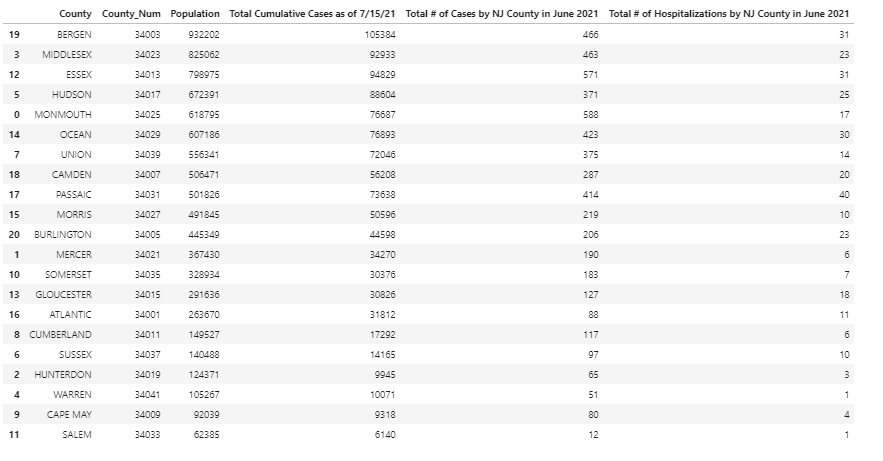 County County_Num Population Total Cumulative Cases as of 7/15/21 Total # of Cases by NJ County in June 2021 Total # of Hospitalizations by NJ County in June 2021
19 BERGEN 34003 932202 105384 466 31
3 MIDDLESEX 34023 825062 92933 463 23
12 ESSEX 34013 798975 94829 571 31
5 HUDSON 34017 672391 88604 371 25
0 MONMOUTH 34025 618795 76687 588 17
14 OCEAN 34029 607186 76893 423 30
7 UNION 34039 556341 72046 375 14
18 CAMDEN 34007 506471 56208 287 20
17 PASSAIC 34031 501826 73638 414 40
15 MORRIS 34027 491845 50596 219 10
20 BURLINGTON 34005 445349 44598 206 23
1 MERCER 34021 367430 34270 190 6
10 SOMERSET 34035 328934 30376 183 7
13 GLOUCESTER 34015 291636 30826 127 18
16 ATLANTIC 34001 263670 31812 88 11
8 CUMBERLAND 34011 149527 17292 117 6
6 SUSSEX 34037 140488 14165 97 10
2 HUNTERDON 34019 124371 9945 65 3
4 WARREN 34041 105267 10071 51 1
9 CAPE MAY 34009 92039 9318 80 4
11 SALEM 34033 62385 6140 12 1